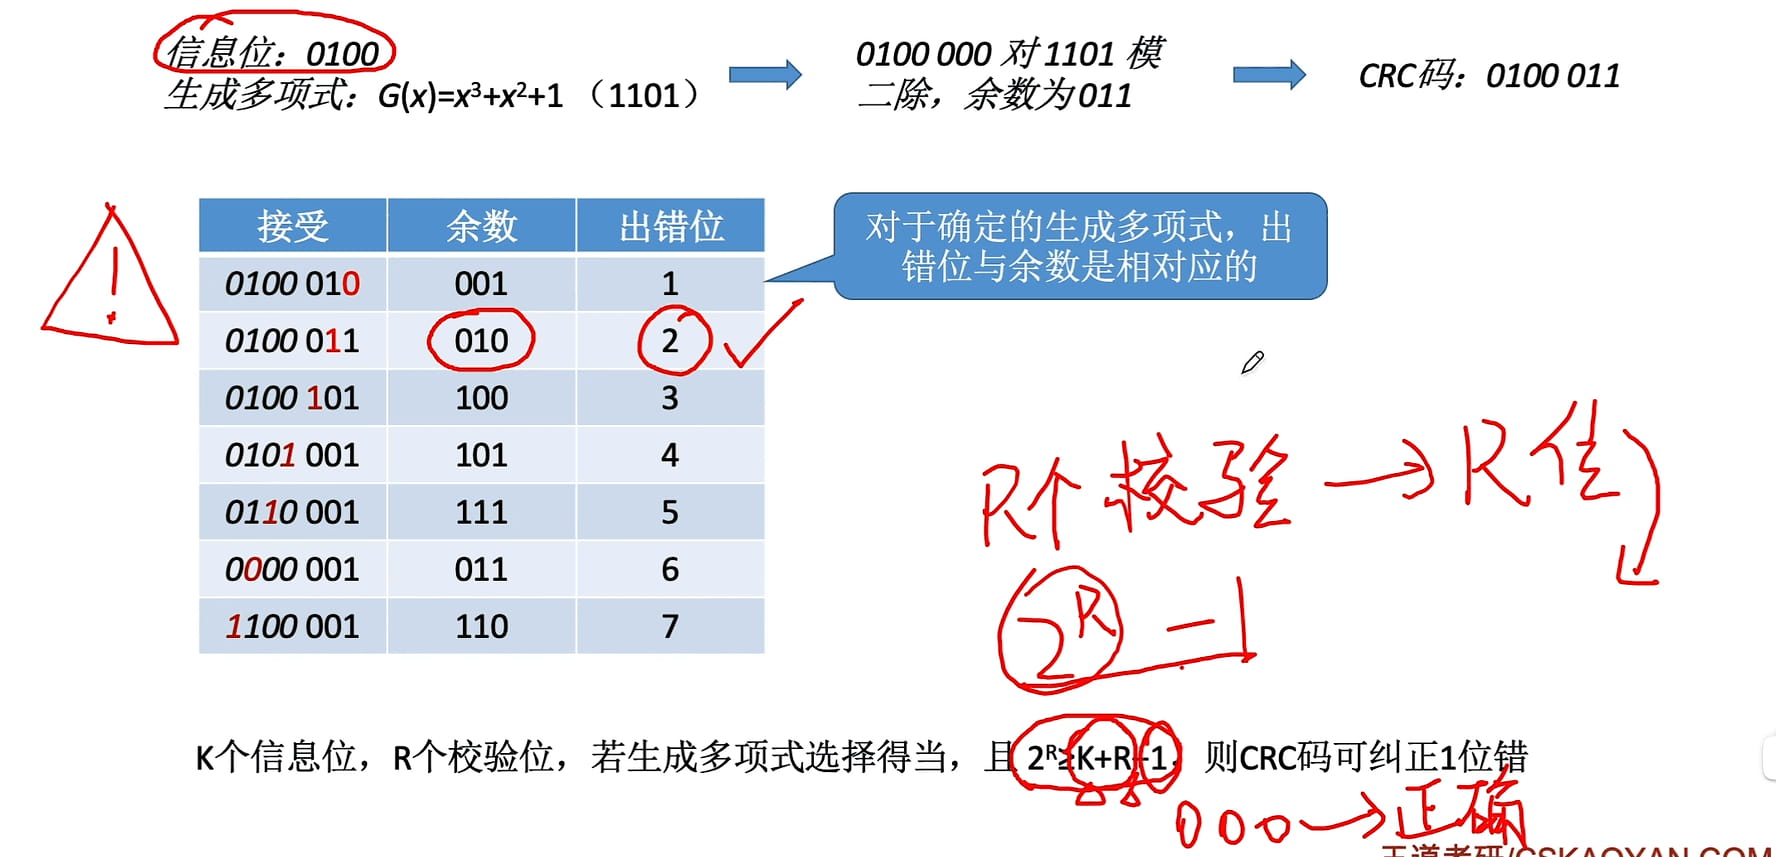 信息位：0100
生成多项式：G(x)=x³+x²+1（1101）
0100 000 对 1101 模
二除，余数为011
CRC码：0100 011
接受 余数 出错位
0100 010 001 1
0100 011 010 2
0100 101 100 3
0101 001 101 4
0110 001 111 5
0000 001 011 6
1100 001 110 7
对于确定的生成多项式，出
错位与余数是相对应的
!
R个校验→R位
2ᴿ-1
K个信息位，R个校验位，若生成多项式选择得当，且 2ᴿ≥K+R+1，则CRC码可纠正1位错
000→正确
王道考研/CSKAOYAN.COM